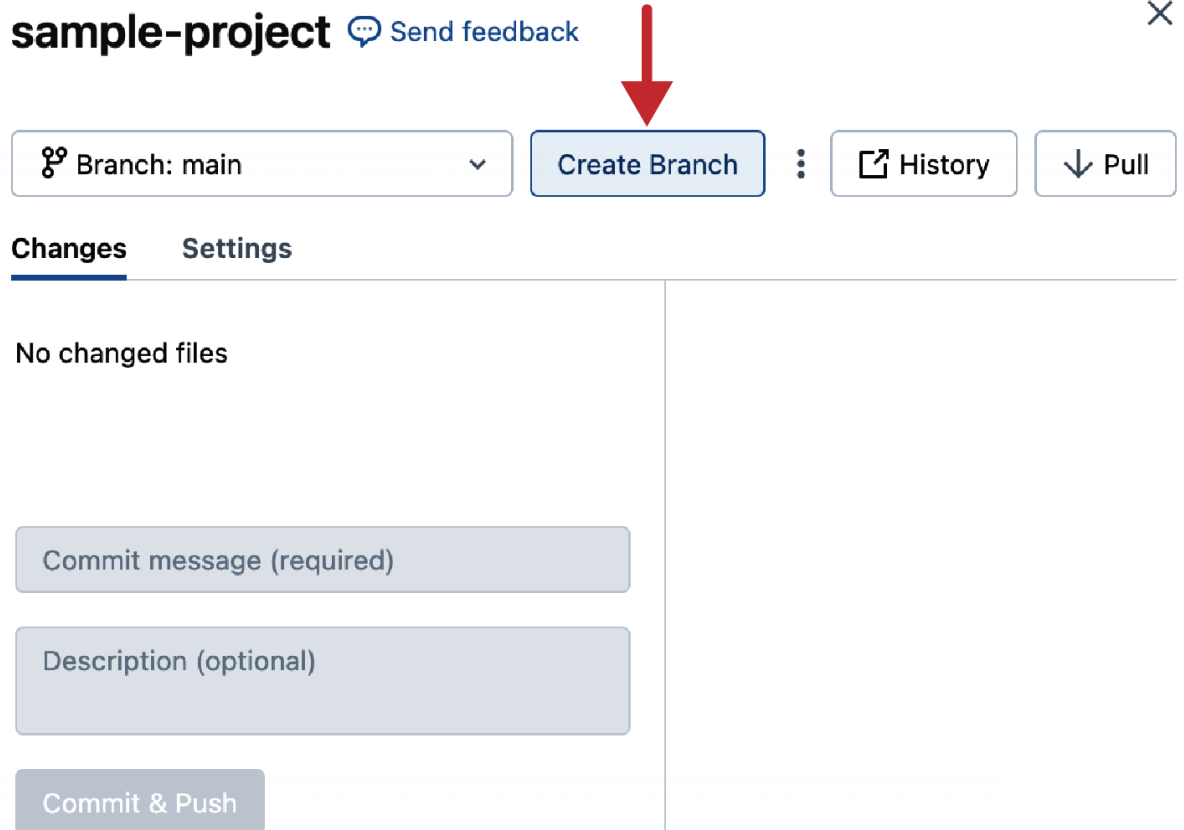 sample-project Send feedback
Branch: main Create Branch History Pull
Changes Settings
No changed files
Commit message (required)
Description (optional)
Commit & Push